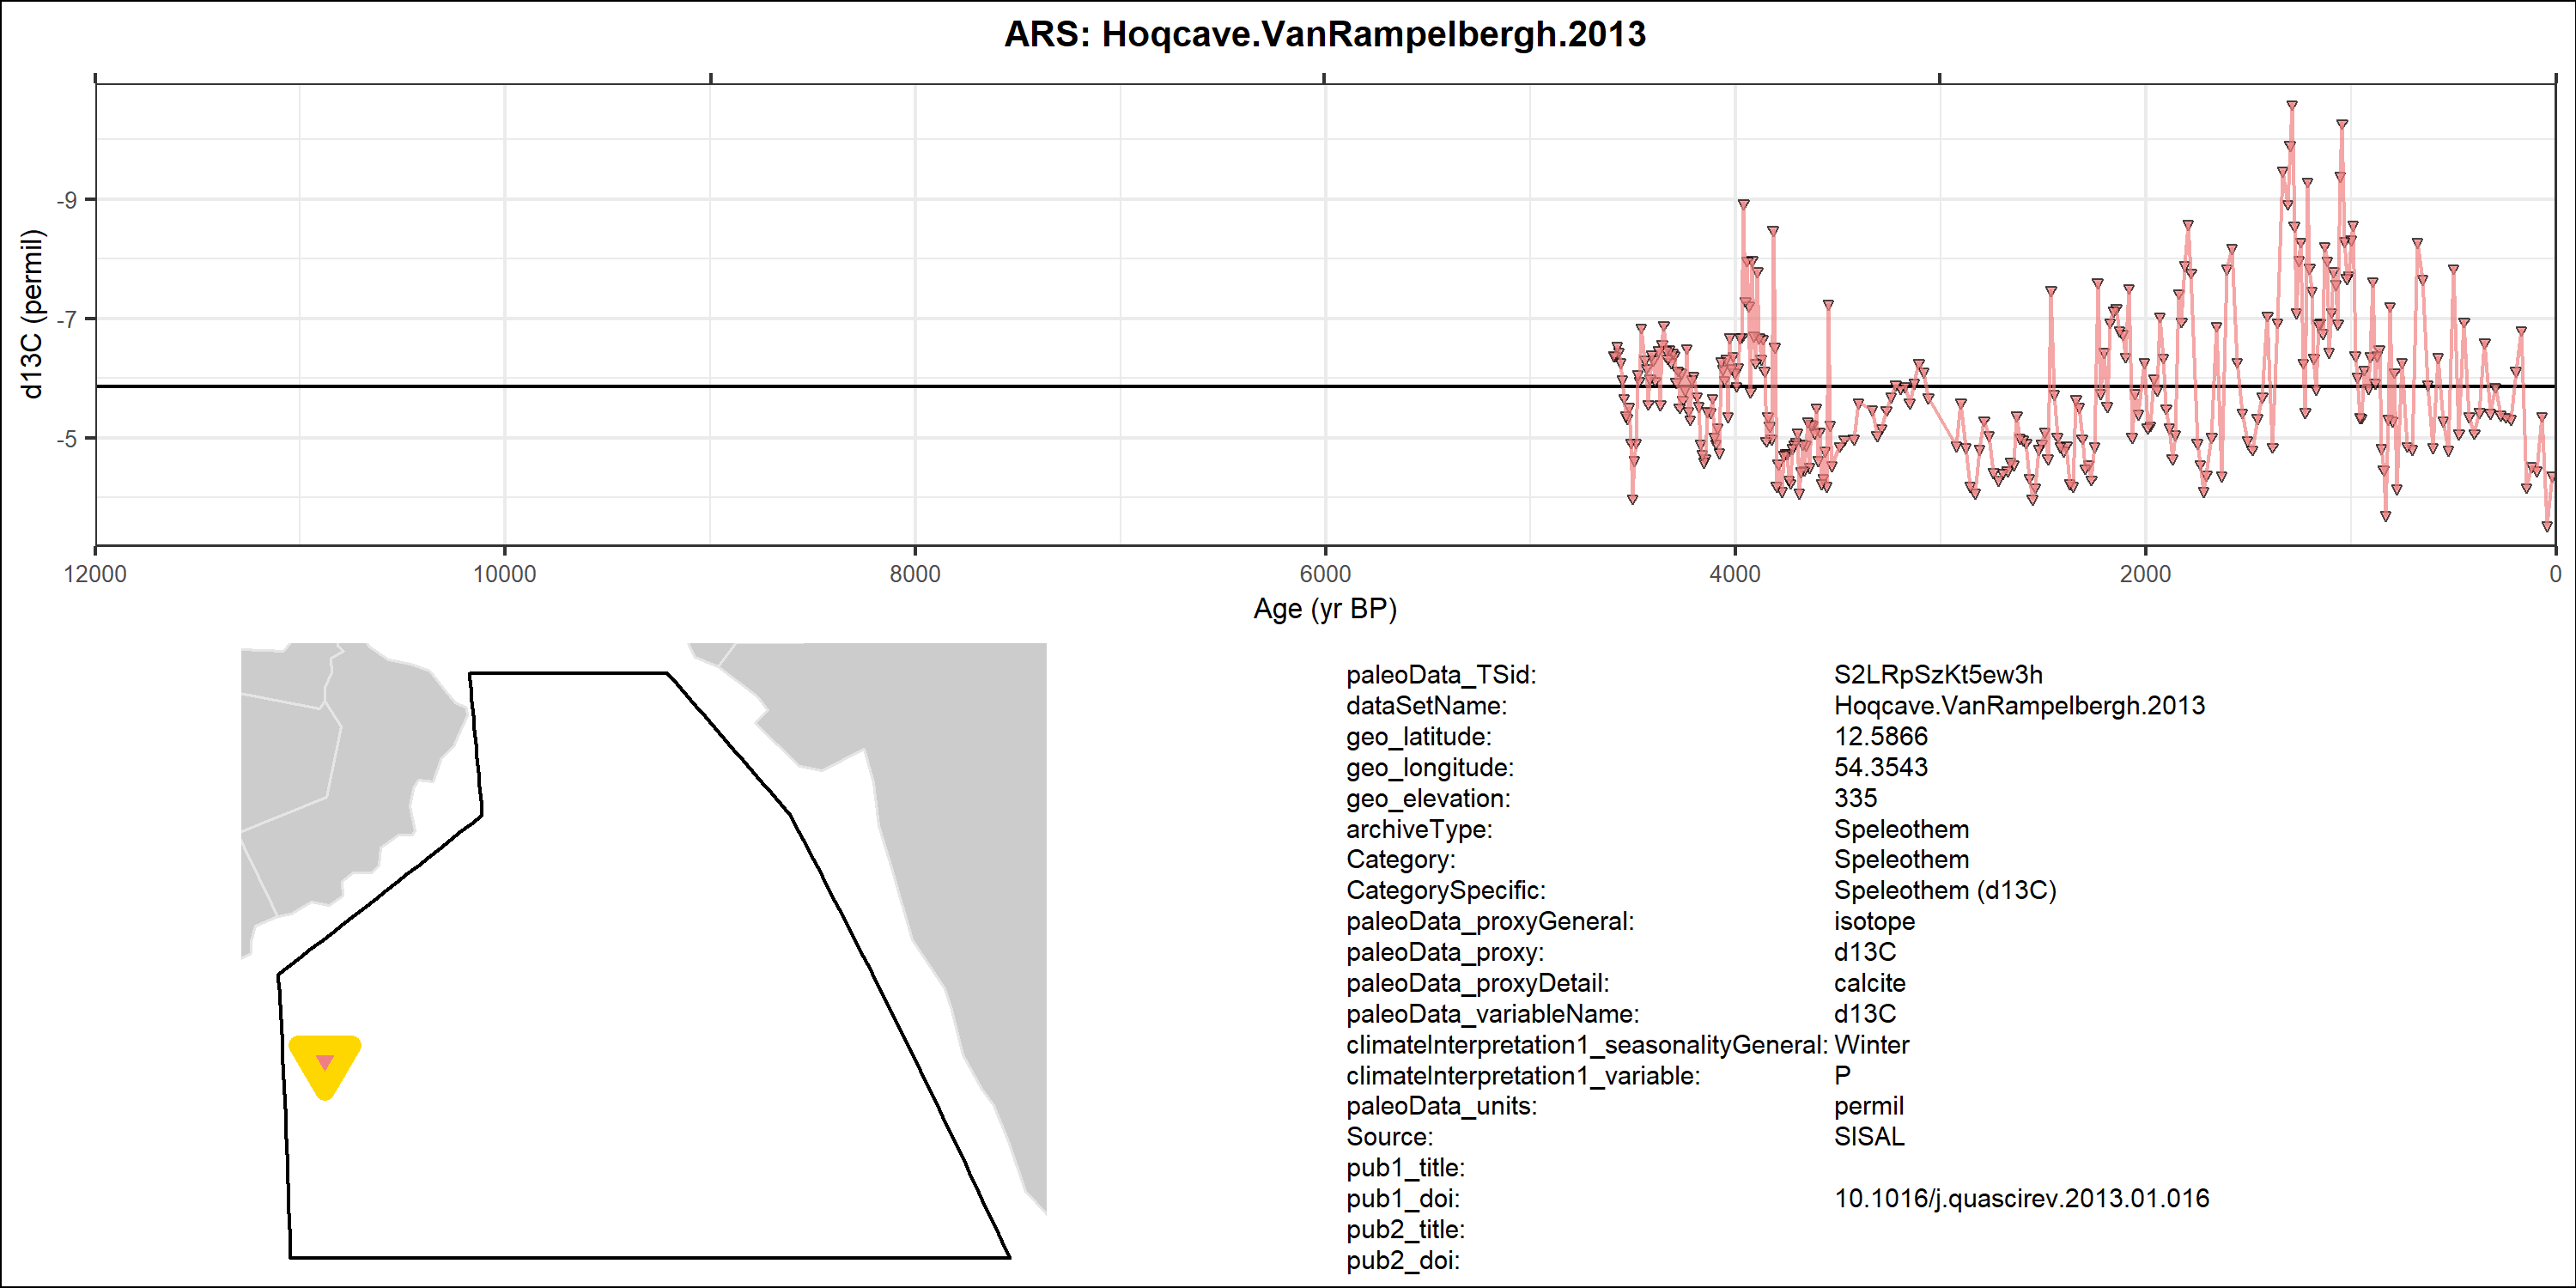 ARS: Hoqcave.VanRampelbergh.2013
d13C (permil)
-9
-7
-5
12000 10000 8000 6000 4000 2000 0
Age (yr BP)
paleoData_TSid: S2LRpSzKt5ew3h
dataSetName: Hoqcave.VanRampelbergh.2013
geo_latitude: 12.5866
geo_longitude: 54.3543
geo_elevation: 335
archiveType: Speleothem
Category: Speleothem
CategorySpecific: Speleothem (d13C)
paleoData_proxyGeneral: isotope
paleoData_proxy: d13C
paleoData_proxyDetail: calcite
paleoData_variableName: d13C
climateInterpretation1_seasonalityGeneral: Winter
climateInterpretation1_variable: P
paleoData_units: permil
Source: SISAL
pub1_title:
pub1_doi: 10.1016/j.quascirev.2013.01.016
pub2_title:
pub2_doi: